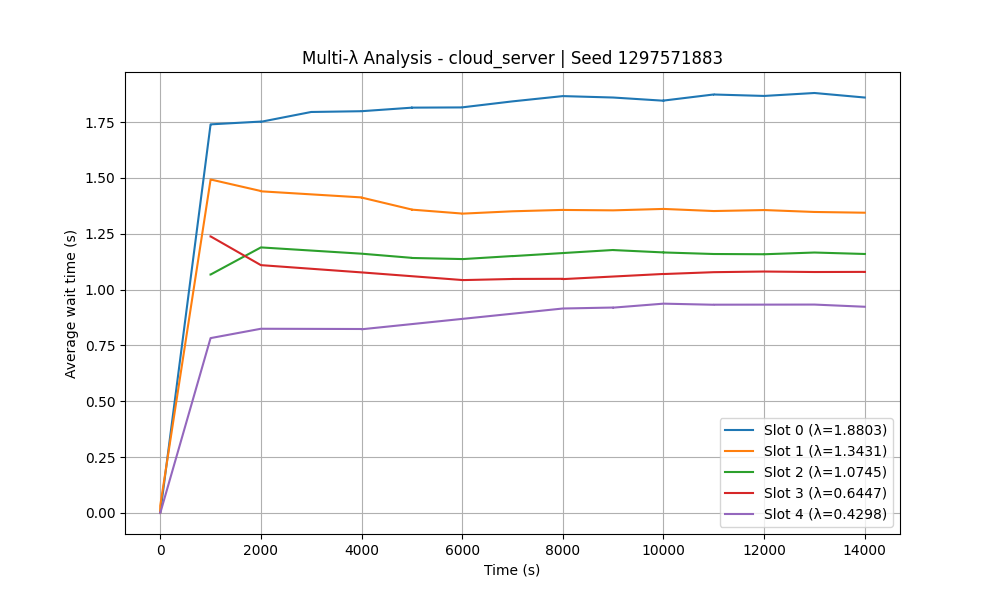 Multi-λ Analysis - cloud_server | Seed 1297571883
Average wait time (s)
1.75
1.50
1.25
1.00
0.75
0.50
0.25
0.00
0 2000 4000 6000 8000 10000 12000 14000
Time (s)
Slot 0 (λ=1.8803)
Slot 1 (λ=1.3431)
Slot 2 (λ=1.0745)
Slot 3 (λ=0.6447)
Slot 4 (λ=0.4298)